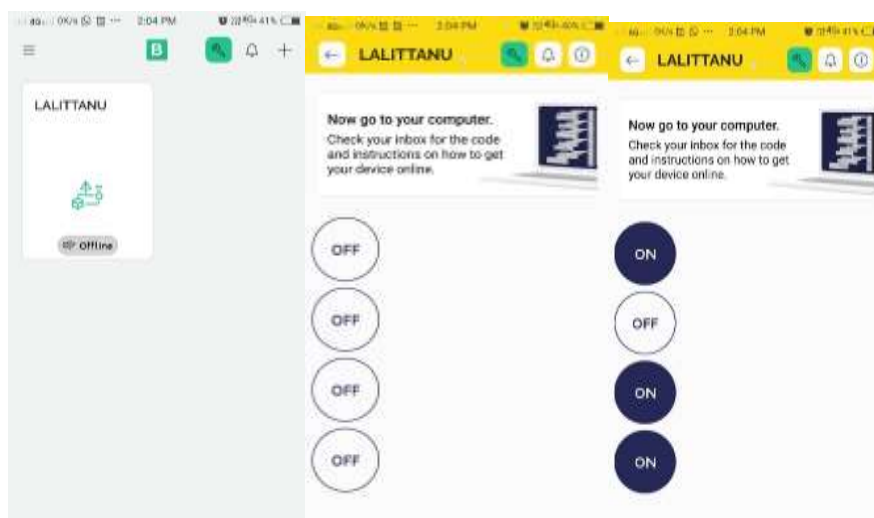 2:04 PM
41%
B
LALITTANU
Offline
2:04 PM
LALITTANU
Now go to your computer.
Check your inbox for the code
and instructions on how to get
your device online.
OFF
OFF
OFF
OFF
2:04 PM
41%
LALITTANU
Now go to your computer.
Check your inbox for the code
and instructions on how to get
your device online.
ON
OFF
ON
ON